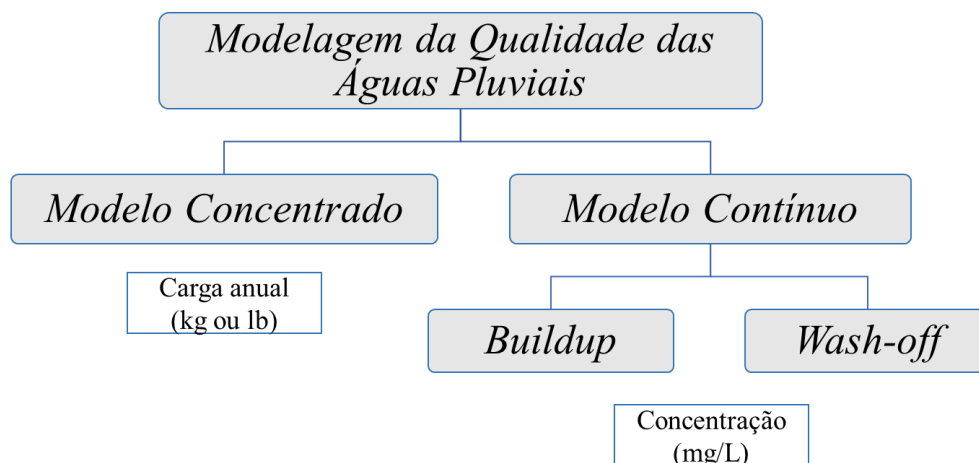 Modelagem da Qualidade das
Águas Pluviais
Modelo Concentrado
Modelo Contínuo
Carga anual
(kg ou lb)
Buildup
Wash-off
Concentração
(mg/L)